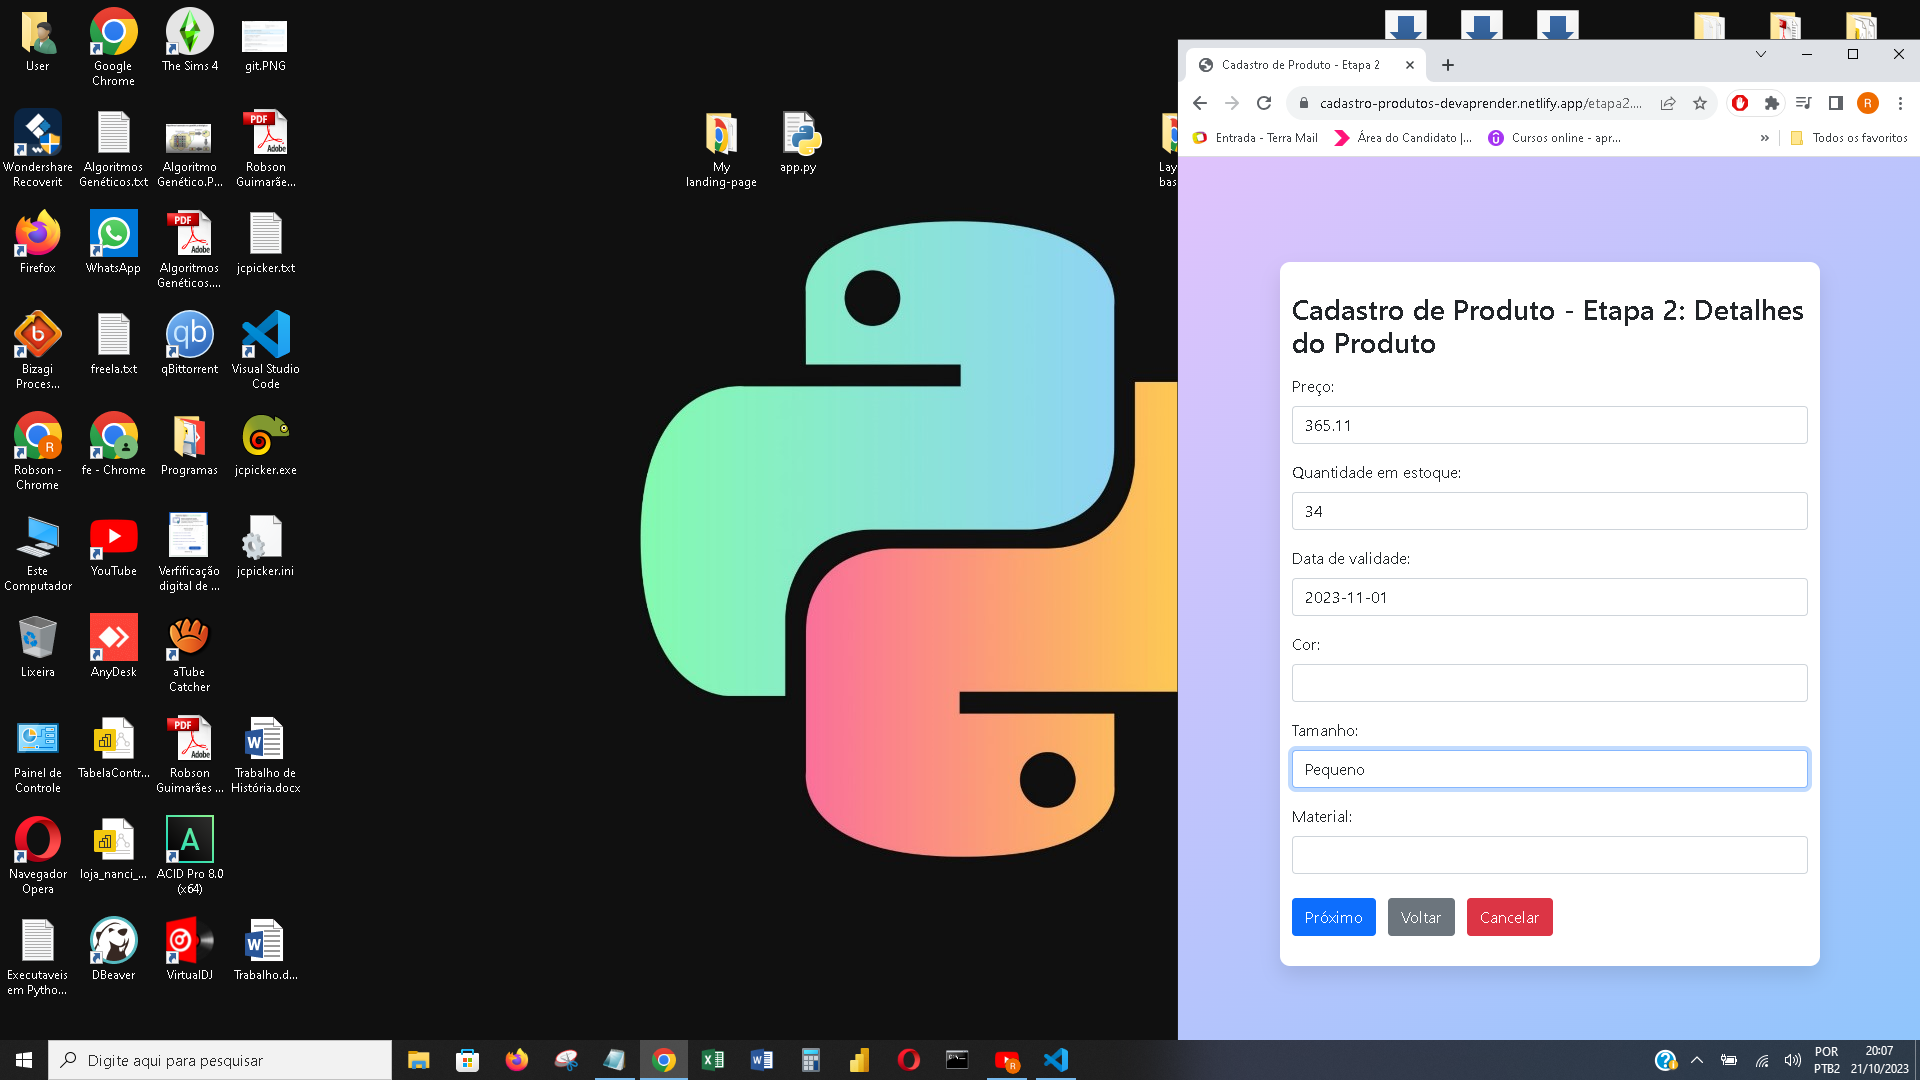 User
Google
Chrome
The Sims 4
git.PNG
Wondershare
Recoverit
Algoritmos
Genéticos.txt
Algoritmo
Genético.P...
Robson
Guimarãe...
My
landing-page
app.py
Firefox
WhatsApp
Algoritmos
Genéticos....
jcpicker.txt
Bizagi
Proces...
freela.txt
qBittorrent
Visual Studio
Code
Robson -
Chrome
fe - Chrome
Programas
jcpicker.exe
Este
Computador
YouTube
Verfificação
digital de ...
jcpicker.ini
Lixeira
AnyDesk
aTube
Catcher
Painel de
Controle
TabelaContr...
Robson
Guimarães ...
Trabalho de
História.docx
Navegador
Opera
loja_nanci_...
ACID Pro 8.0
(x64)
Executaveis
em Pytho...
DBeaver
VirtualDJ
Trabalho.d...
Cadastro de Produto - Etapa 2
cadastro-produtos-devaprender.netlify.app/etapa2....
Entrada - Terra Mail
Área do Candidato |...
Cursos online - apr...
»
Todos os favoritos
Cadastro de Produto - Etapa 2: Detalhes
do Produto
Preço:
365.11
Quantidade em estoque:
34
Data de validade:
2023-11-01
Cor:
Tamanho:
Pequeno
Material:
Próximo
Voltar
Cancelar
Digite aqui para pesquisar
POR
PTB2
20:07
21/10/2023